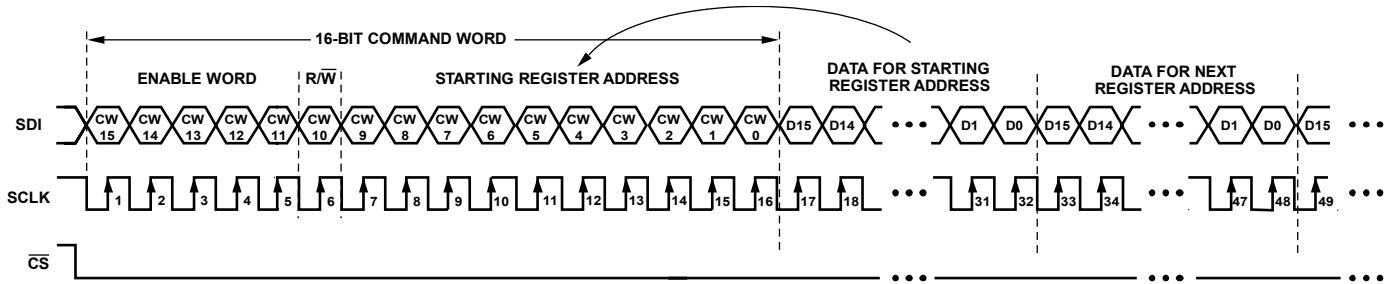 16-BIT COMMAND WORD
ENABLE WORD R/W STARTING REGISTER ADDRESS
DATA FOR STARTING
REGISTER ADDRESS
DATA FOR NEXT
REGISTER ADDRESS
SDI
CW 15 CW 14 CW 13 CW 12 CW 11 CW 10 CW 9 CW 8 CW 7 CW 6 CW 5 CW 4 CW 3 CW 2 CW 1 CW 0 D15 D14 ••• D1 D0 D15 D14 ••• D1 D0 D15 •••
SCLK
1 2 3 4 5 6 7 8 9 10 11 12 13 14 15 16 17 18 ••• 31 32 33 34 ••• 47 48 49 •••
CS ••• ••• •••